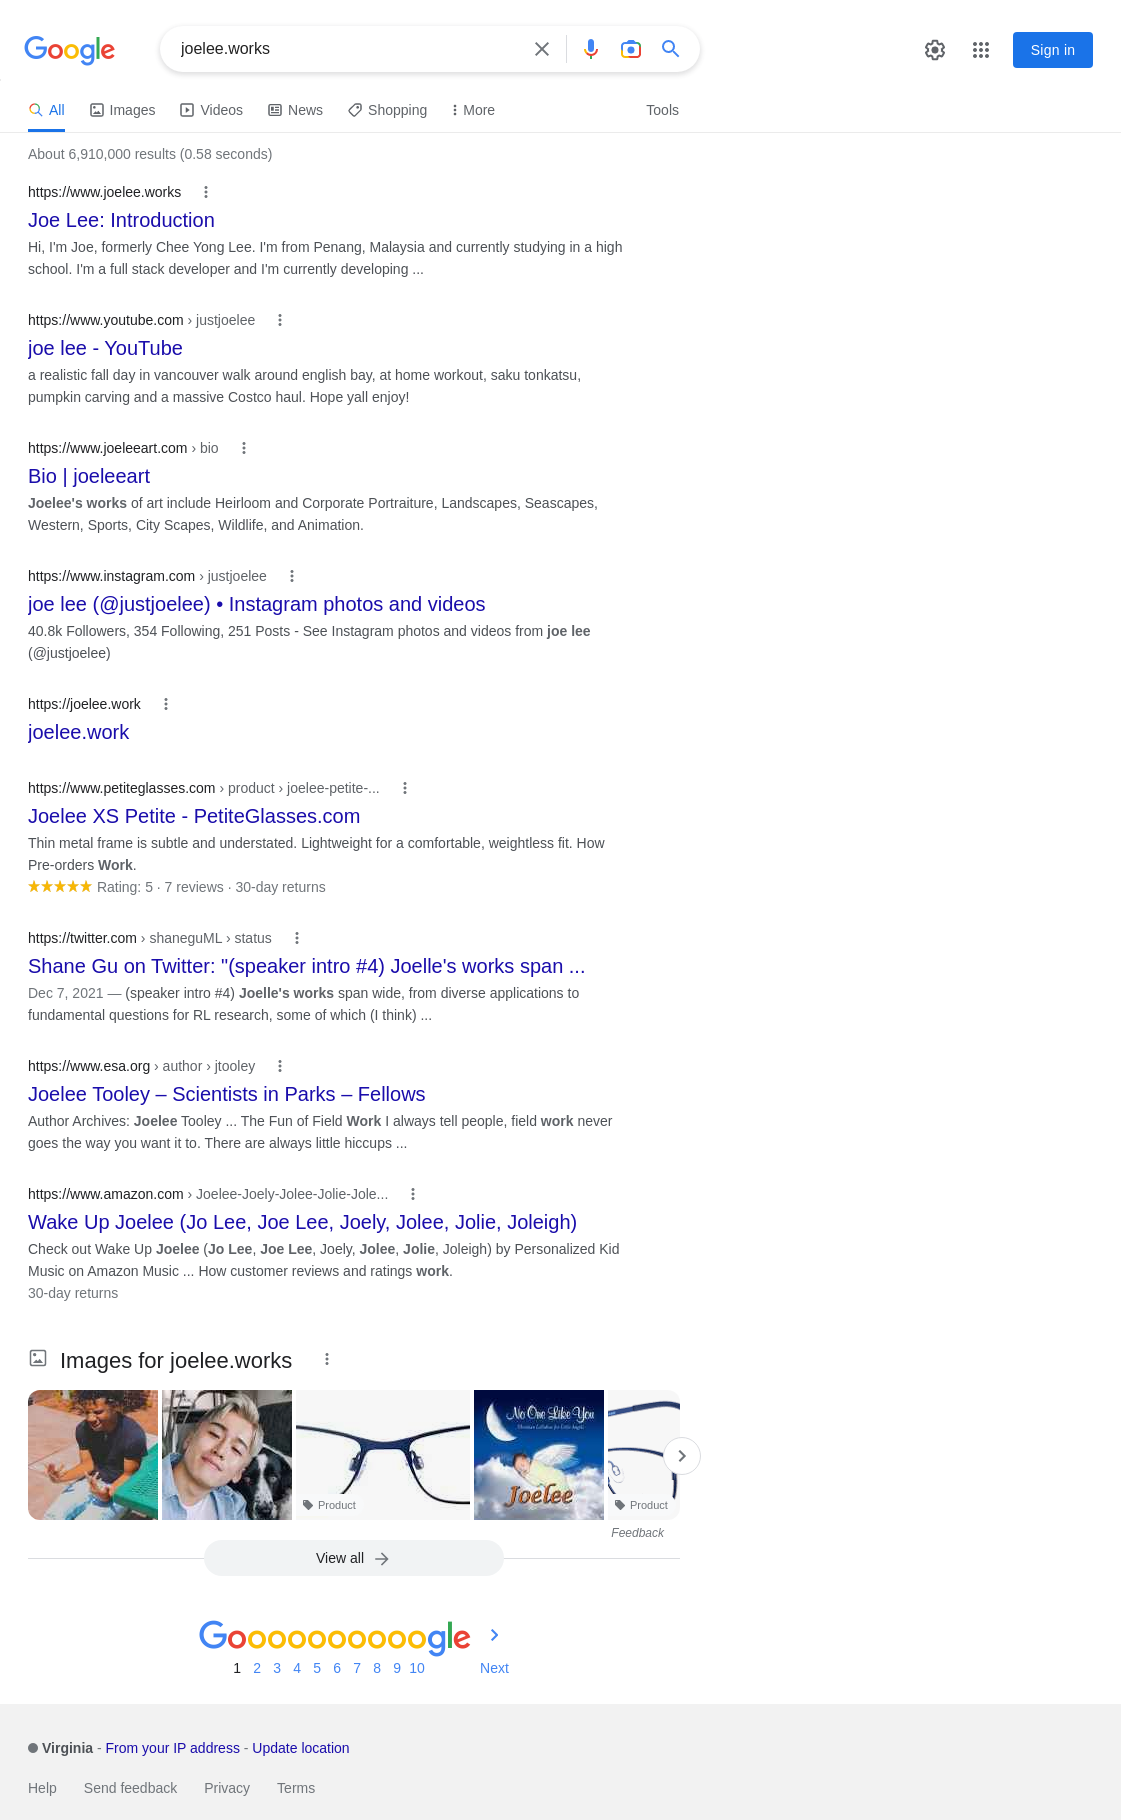 Google
joelee.works
Sign in
All Images Videos News Shopping More Tools
About 6,910,000 results (0.58 seconds)
https://www.joelee.works
Joe Lee: Introduction
Hi, I'm Joe, formerly Chee Yong Lee. I'm from Penang, Malaysia and currently studying in a high
school. I'm a full stack developer and I'm currently developing ...
https://www.youtube.com › justjoelee
joe lee - YouTube
a realistic fall day in vancouver walk around english bay, at home workout, saku tonkatsu,
pumpkin carving and a massive Costco haul. Hope yall enjoy!
https://www.joeleeart.com › bio
Bio | joeleeart
Joelee's works of art include Heirloom and Corporate Portraiture, Landscapes, Seascapes,
Western, Sports, City Scapes, Wildlife, and Animation.
https://www.instagram.com › justjoelee
joe lee (@justjoelee) • Instagram photos and videos
40.8k Followers, 354 Following, 251 Posts - See Instagram photos and videos from joe lee
(@justjoelee)
https://joelee.work
joelee.work
https://www.petiteglasses.com › product › joelee-petite-...
Joelee XS Petite - PetiteGlasses.com
Thin metal frame is subtle and understated. Lightweight for a comfortable, weightless fit. How
Pre-orders Work.
Rating: 5 · 7 reviews · 30-day returns
https://twitter.com › shaneguML › status
Shane Gu on Twitter: "(speaker intro #4) Joelle's works span ...
Dec 7, 2021 — (speaker intro #4) Joelle's works span wide, from diverse applications to
fundamental questions for RL research, some of which (I think) ...
https://www.esa.org › author › jtooley
Joelee Tooley – Scientists in Parks – Fellows
Author Archives: Joelee Tooley ... The Fun of Field Work I always tell people, field work never
goes the way you want it to. There are always little hiccups ...
https://www.amazon.com › Joelee-Joely-Jolee-Jolie-Jole...
Wake Up Joelee (Jo Lee, Joe Lee, Joely, Jolee, Jolie, Joleigh)
Check out Wake Up Joelee (Jo Lee, Joe Lee, Joely, Jolee, Jolie, Joleigh) by Personalized Kid
Music on Amazon Music ... How customer reviews and ratings work.
30-day returns
Images for joelee.works
No One Like You
Christian Lullabies for Little Angels
Joelee
Product
Product
Feedback
View all
Goooooooooogle
1 2 3 4 5 6 7 8 9 10 Next
Virginia - From your IP address - Update location
Help Send feedback Privacy Terms